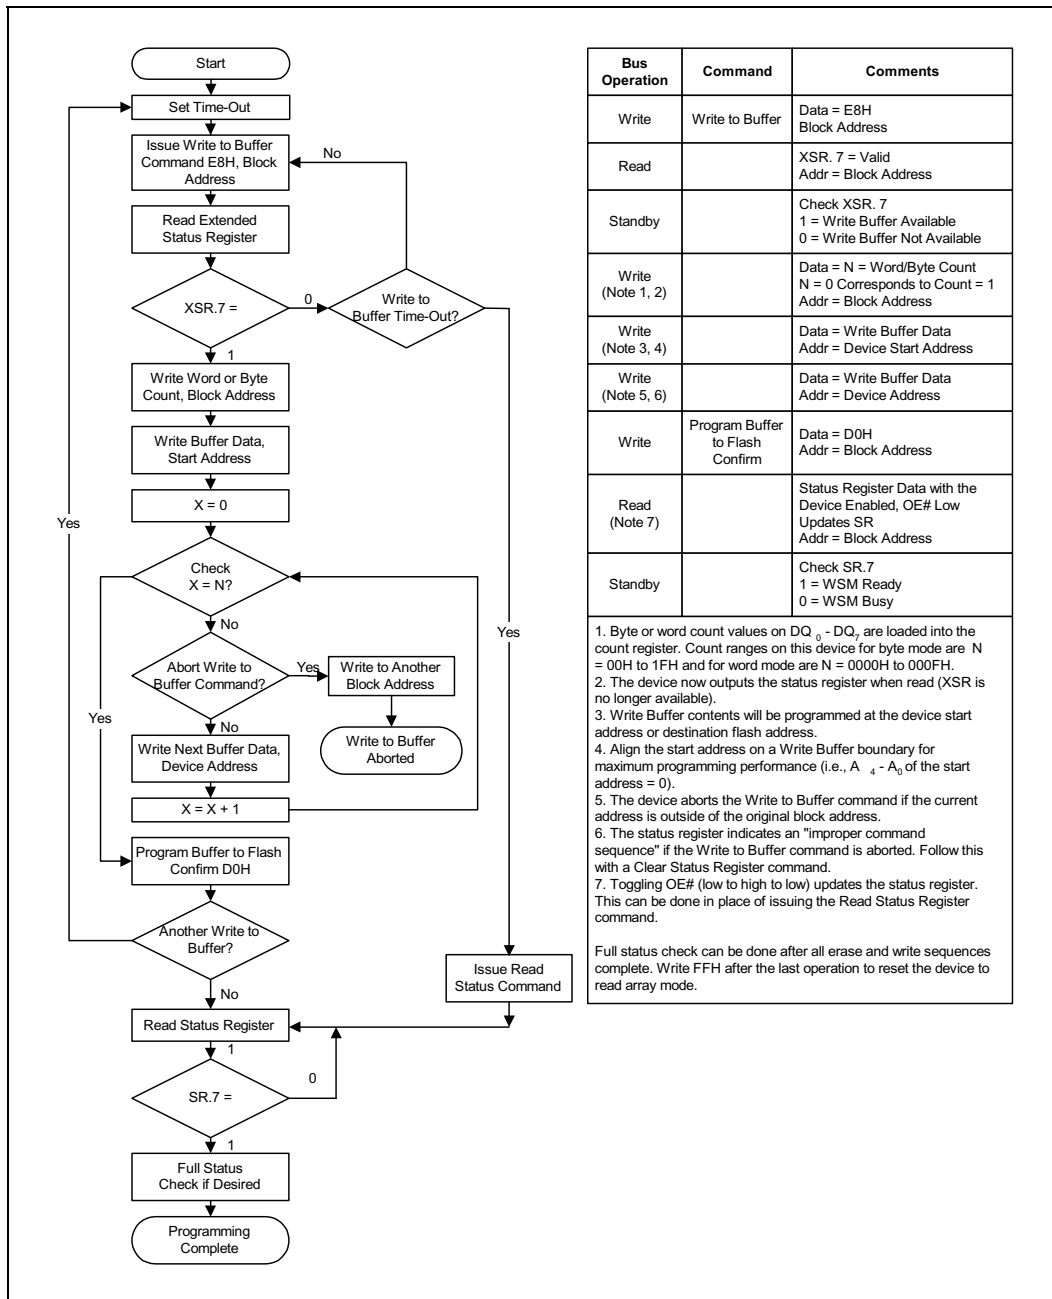 Start
Set Time-Out
Issue Write to Buffer
Command E8H, Block
Address
No
Read Extended
Status Register
XSR.7 =
0
Write to
Buffer Time-Out?
1
Write Word or Byte
Count, Block Address
Write Buffer Data,
Start Address
X = 0
Yes
Check
X = N?
No
Yes
Abort Write to
Buffer Command?
Yes
Write to Another
Block Address
Yes
No
Write to Buffer
Aborted
Write Next Buffer Data,
Device Address
X = X + 1
Program Buffer to Flash
Confirm D0H
Another Write to
Buffer?
Issue Read
Status Command
No
Read Status Register
1
SR.7 =
0
1
Full Status
Check if Desired
Programming
Complete
Bus
Operation
Command
Comments
Write
Write to Buffer
Data = E8H
Block Address
Read
XSR. 7 = Valid
Addr = Block Address
Standby
Check XSR. 7
1 = Write Buffer Available
0 = Write Buffer Not Available
Write
(Note 1, 2)
Data = N = Word/Byte Count
N = 0 Corresponds to Count = 1
Addr = Block Address
Write
(Note 3, 4)
Data = Write Buffer Data
Addr = Device Start Address
Write
(Note 5, 6)
Data = Write Buffer Data
Addr = Device Address
Write
Program Buffer
to Flash
Confirm
Data = D0H
Addr = Block Address
Read
(Note 7)
Status Register Data with the
Device Enabled, OE# Low
Updates SR
Addr = Block Address
Standby
Check SR.7
1 = WSM Ready
0 = WSM Busy
1. Byte or word count values on DQ 0 - DQ7 are loaded into the
count register. Count ranges on this device for byte mode are N
= 00H to 1FH and for word mode are N = 0000H to 000FH.
2. The device now outputs the status register when read (XSR is
no longer available).
3. Write Buffer contents will be programmed at the device start
address or destination flash address.
4. Align the start address on a Write Buffer boundary for
maximum programming performance (i.e., A 4 - A0 of the start
address = 0).
5. The device aborts the Write to Buffer command if the current
address is outside of the original block address.
6. The status register indicates an "improper command
sequence" if the Write to Buffer command is aborted. Follow this
with a Clear Status Register command.
7. Toggling OE# (low to high to low) updates the status register.
This can be done in place of issuing the Read Status Register
command.
Full status check can be done after all erase and write sequences
complete. Write FFH after the last operation to reset the device to
read array mode.